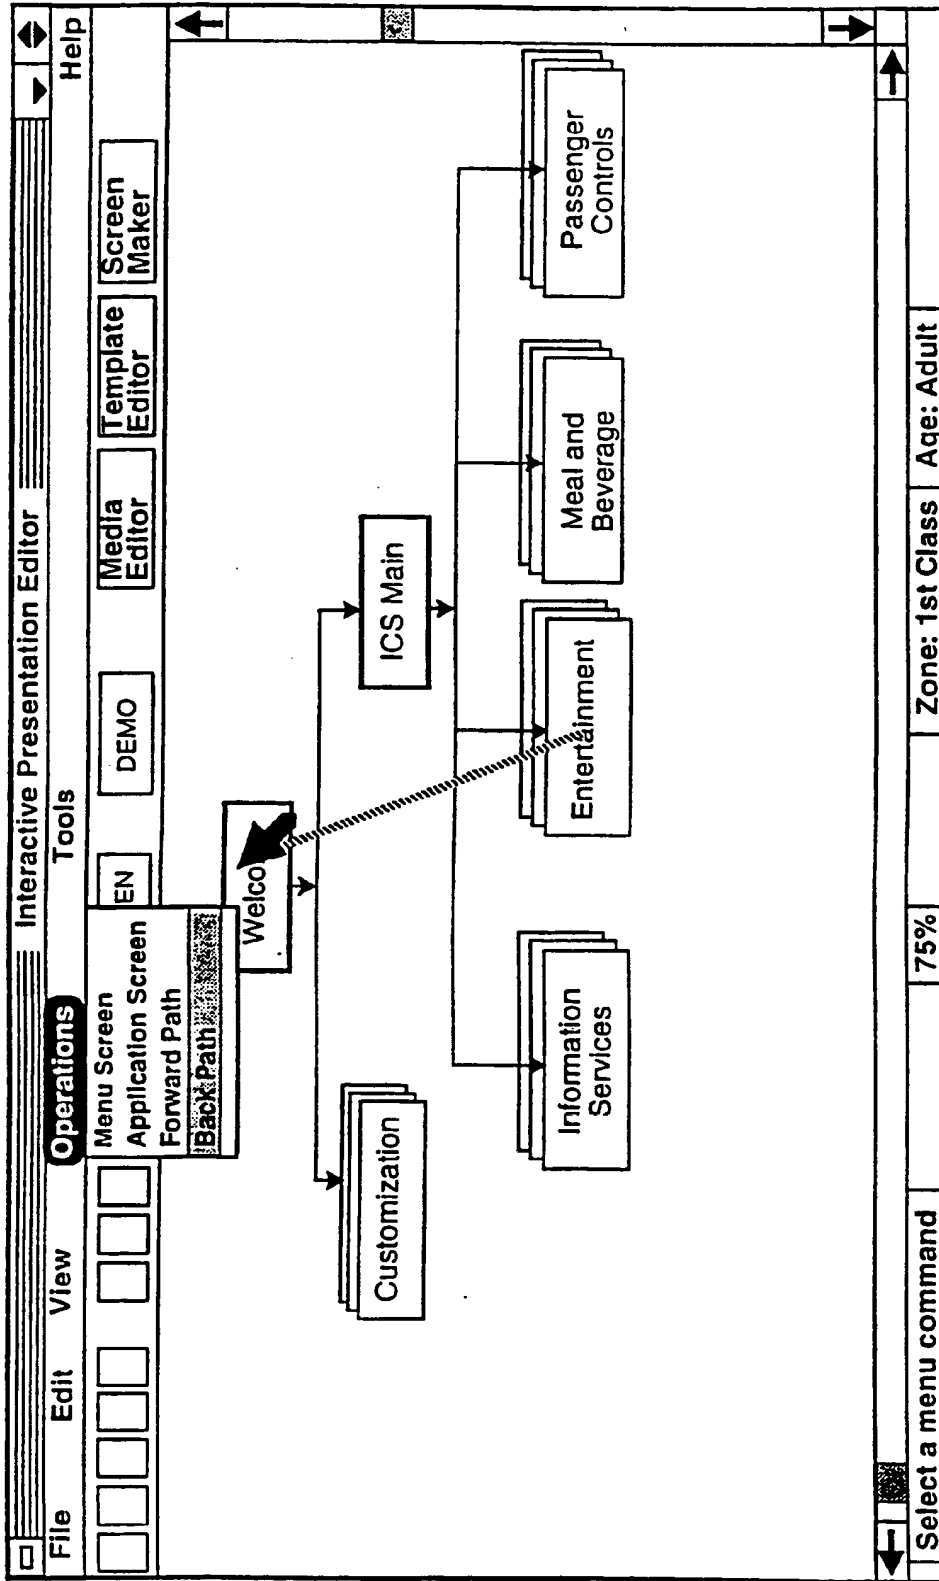 Interactive Presentation Editor
File Edit View Operations Tools Help
EN DEMO Media Editor Template Editor Screen Maker
Menu Screen
Application Screen
Forward Path
Back Path
Welco
Customization
ICS Main
Information
Services
Entertainment
Meal and
Beverage
Passenger
Controls
Select a menu command 75% Zone: 1st Class Age: Adult